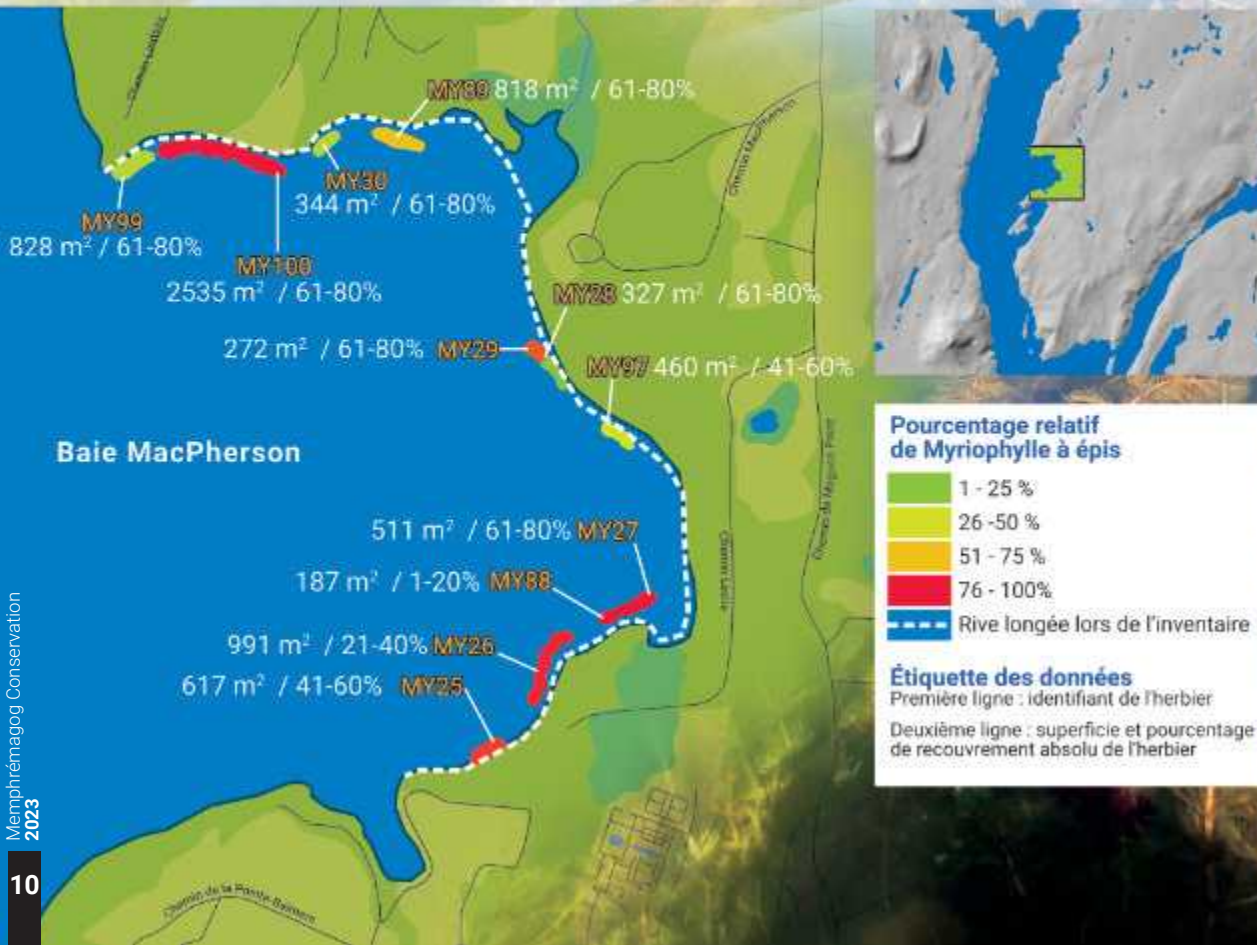 MY89 818 m² / 61-80%
MY30
344 m² / 61-80%
MY99
828 m² / 61-80%
MY100
2535 m² / 61-80%
MY28 327 m² / 61-80%
272 m² / 61-80% MY29
MY97 460 m² / 41-60%
Baie MacPherson
511 m² / 61-80% MY27
187 m² / 1-20% MY88
991 m² / 21-40% MY26
617 m² / 41-60% MY25
Chemin MacPherson
Chemin
Chemin de
Chemin de la Pointe
Pourcentage relatif
de Myriophylle à épis
1 - 25 %
26 -50 %
51 - 75 %
76 - 100%
Rive longée lors de l'inventaire
Étiquette des données
Première ligne : identifiant de l'herbier
Deuxième ligne : superficie et pourcentage
de recouvrement absolu de l'herbier
Memphrémagog Conservation
2023
10